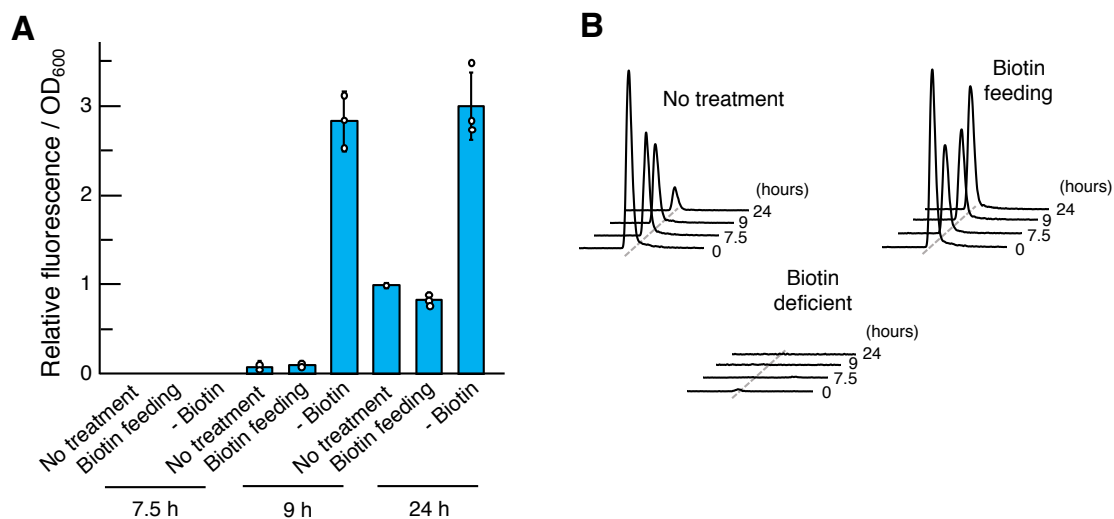 A
Relative fluorescence / OD600
3
2
1
0
No treatment
Biotin feeding
- Biotin
No treatment
Biotin feeding
- Biotin
No treatment
Biotin feeding
- Biotin
7.5 h
9 h
24 h
B
No treatment
(hours)
24
9
7.5
0
Biotin
feeding
(hours)
24
9
7.5
0
Biotin
deficient
(hours)
24
9
7.5
0